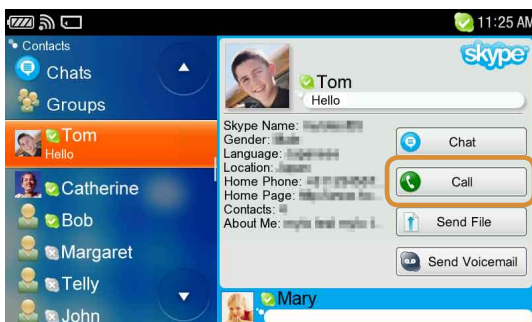 11:25 AM
Contacts
Chats
Groups
Tom
Hello
Catherine
Bob
Margaret
Telly
John
skype
Tom
Hello
Skype Name:
Gender:
Language:
Location:
Home Phone:
Home Page:
Contacts:
About Me:
Chat
Call
Send File
Send Voicemail
Mary